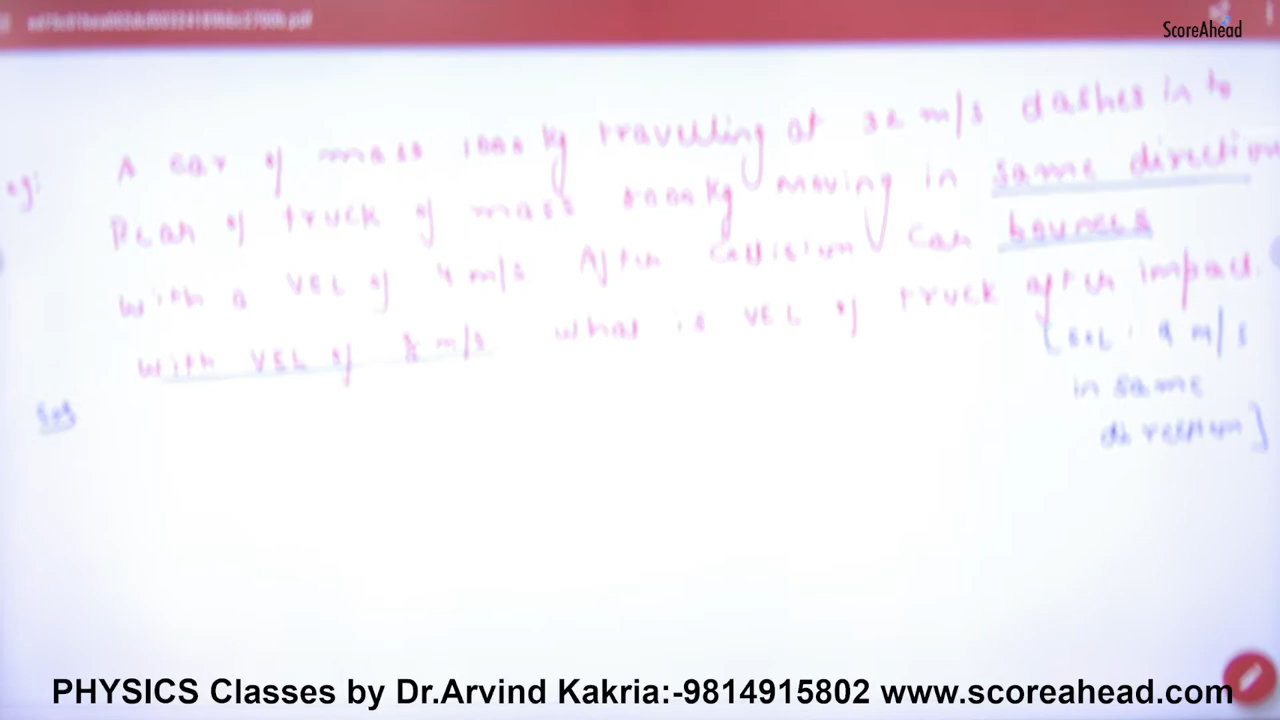 ScoreAhead
eg: A car of mass 1000 kg travelling at 32 m/s dashes in to
Rear of truck of mass 8000 kg moving in same direction
with a VEL of 4 m/s After collision car bounces
with VEL of 8 m/s what is VEL of truck after impact.
[ : 9 m/s
in same
direction]
Sol
PHYSICS Classes by Dr.Arvind Kakria:-9814915802 www.scoreahead.com